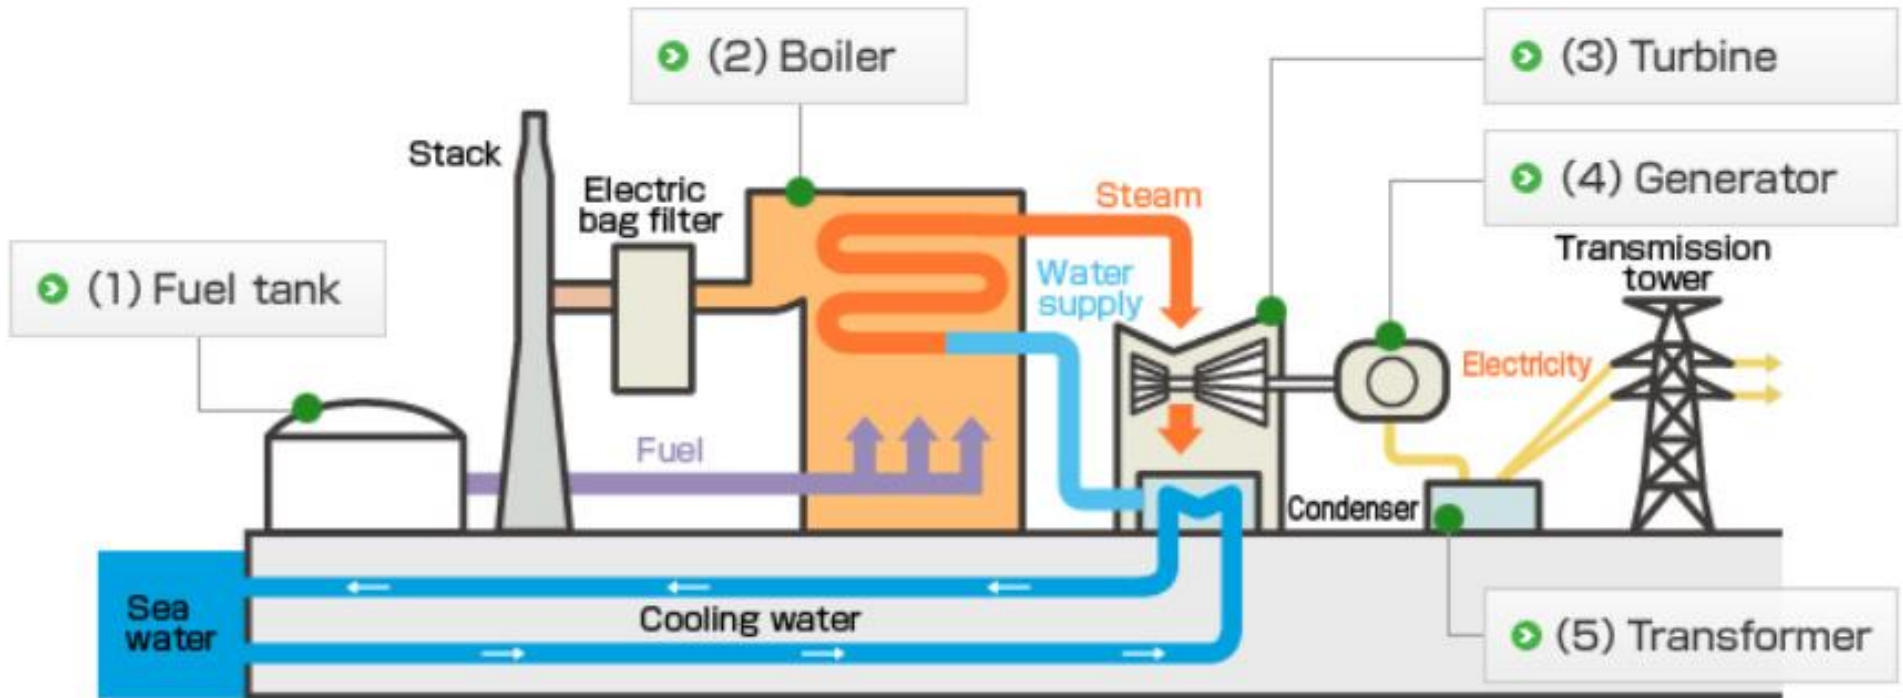 (2) Boiler
(3) Turbine
Stack
Electric
bag filter
Steam
(4) Generator
Transmission
tower
(1) Fuel tank
Water
supply
Electricity
Fuel
Condenser
Sea
water
Cooling water
(5) Transformer